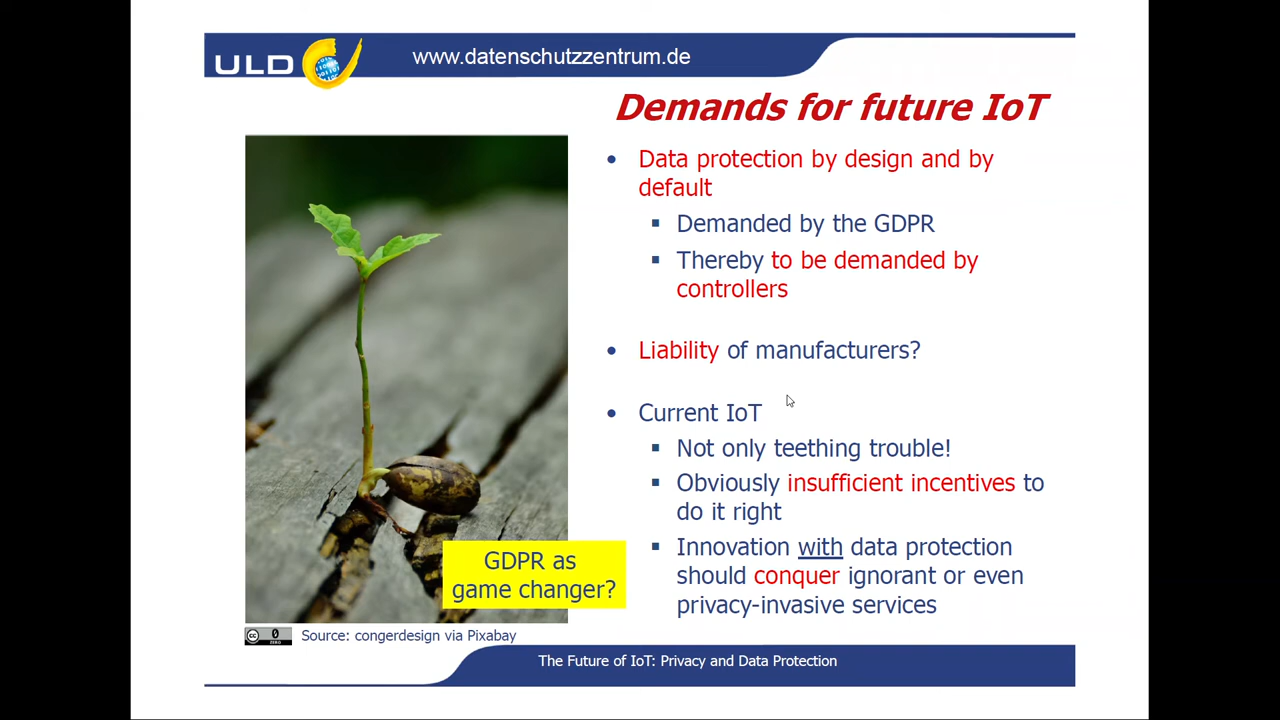 ULD
www.datenschutzzentrum.de
Demands for future IoT
• Data protection by design and by
default
▪ Demanded by the GDPR
▪ Thereby to be demanded by
controllers
• Liability of manufacturers?
• Current IoT
▪ Not only teething trouble!
▪ Obviously insufficient incentives to
do it right
▪ Innovation with data protection
should conquer ignorant or even
privacy-invasive services
GDPR as
game changer?
cc 0
ZERO
Source: congerdesign via Pixabay
The Future of IoT: Privacy and Data Protection